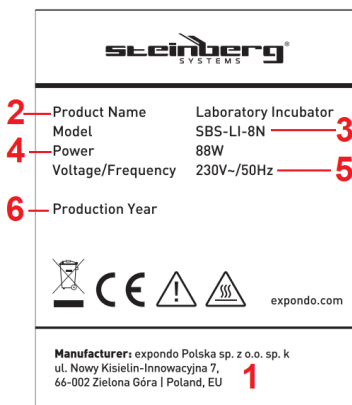 steinberg®
SYSTEMS
2 Product Name Laboratory Incubator
Model SBS-LI-8N 3
4 Power 88W
Voltage/Frequency 230V~/50Hz 5
6 Production Year
CE
expondo.com
Manufacturer: expondo Polska sp. z o.o. sp. k
ul. Nowy Kisielin-Innowacyjna 7,
66-002 Zielona Góra | Poland, EU 1